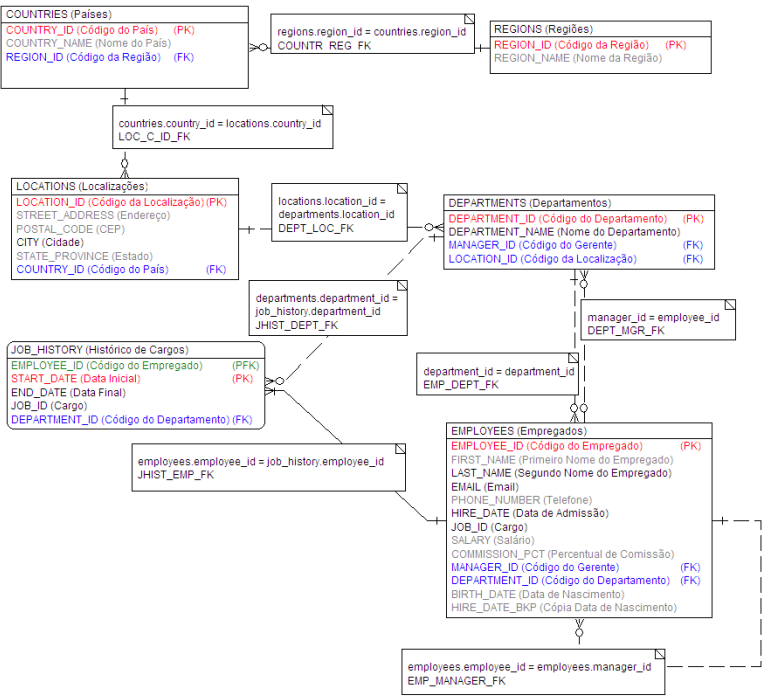 COUNTRIES (Países)
COUNTRY_ID (Código do País) (PK)
COUNTRY_NAME (Nome do País)
REGION_ID (Código da Região) (FK)
regions.region_id = countries.region_id
COUNTR_REG_FK
REGIONS (Regiões)
REGION_ID (Código da Região) (PK)
REGION_NAME (Nome da Região)
countries.country_id = locations.country_id
LOC_C_ID_FK
LOCATIONS (Localizações)
LOCATION_ID (Código da Localização) (PK)
STREET_ADDRESS (Endereço)
POSTAL_CODE (CEP)
CITY (Cidade)
STATE_PROVINCE (Estado)
COUNTRY_ID (Código do País) (FK)
locations.location_id =
departments.location_id
DEPT_LOC_FK
DEPARTMENTS (Departamentos)
DEPARTMENT_ID (Código do Departamento) (PK)
DEPARTMENT_NAME (Nome do Departamento)
MANAGER_ID (Código do Gerente) (FK)
LOCATION_ID (Código da Localização) (FK)
departments.department_id =
job_history.department_id
JHIST_DEPT_FK
manager_id = employee_id
DEPT_MGR_FK
JOB_HISTORY (Histórico de Cargos)
EMPLOYEE_ID (Código do Empregado) (PFK)
START_DATE (Data Inicial) (PK)
END_DATE (Data Final)
JOB_ID (Cargo)
DEPARTMENT_ID (Código do Departamento) (FK)
department_id = department_id
EMP_DEPT_FK
employees.employee_id = job_history.employee_id
JHIST_EMP_FK
EMPLOYEES (Empregados)
EMPLOYEE_ID (Código do Empregado) (PK)
FIRST_NAME (Primeiro Nome do Empregado)
LAST_NAME (Segundo Nome do Empregado)
EMAIL (Email)
PHONE_NUMBER (Telefone)
HIRE_DATE (Data de Admissão)
JOB_ID (Cargo)
SALARY (Salário)
COMMISSION_PCT (Percentual de Comissão)
MANAGER_ID (Código do Gerente) (FK)
DEPARTMENT_ID (Código do Departamento) (FK)
BIRTH_DATE (Data de Nascimento)
HIRE_DATE_BKP (Cópia Data de Nascimento)
employees.employee_id = employees.manager_id
EMP_MANAGER_FK